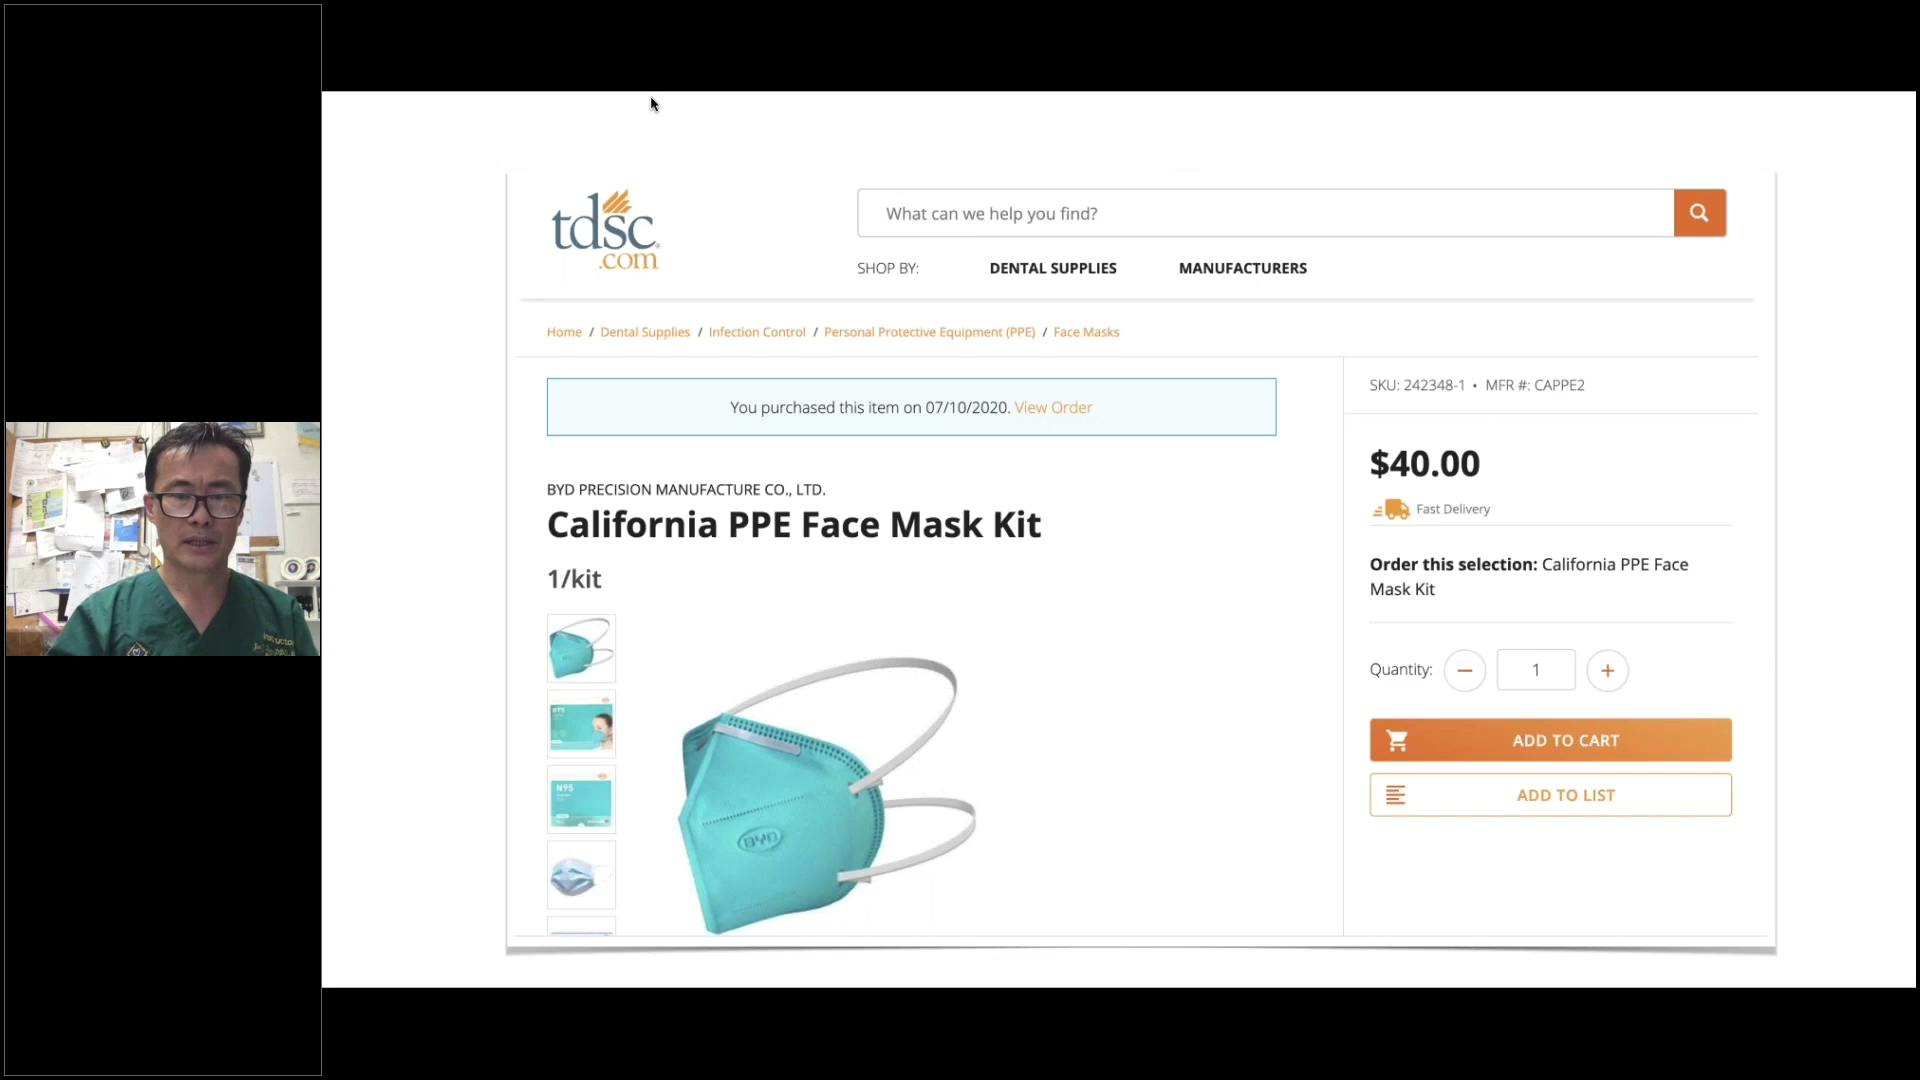 tdsc
.com
What can we help you find?
SHOP BY:
DENTAL SUPPLIES
MANUFACTURERS
Home / Dental Supplies / Infection Control / Personal Protective Equipment (PPE) / Face Masks
You purchased this item on 07/10/2020. View Order
SKU: 242348-1 • MFR #: CAPPE2
BYD PRECISION MANUFACTURE CO., LTD.
California PPE Face Mask Kit
1/kit
N95
BYD
$40.00
Fast Delivery
Order this selection: California PPE Face
Mask Kit
Quantity:
1
ADD TO CART
ADD TO LIST